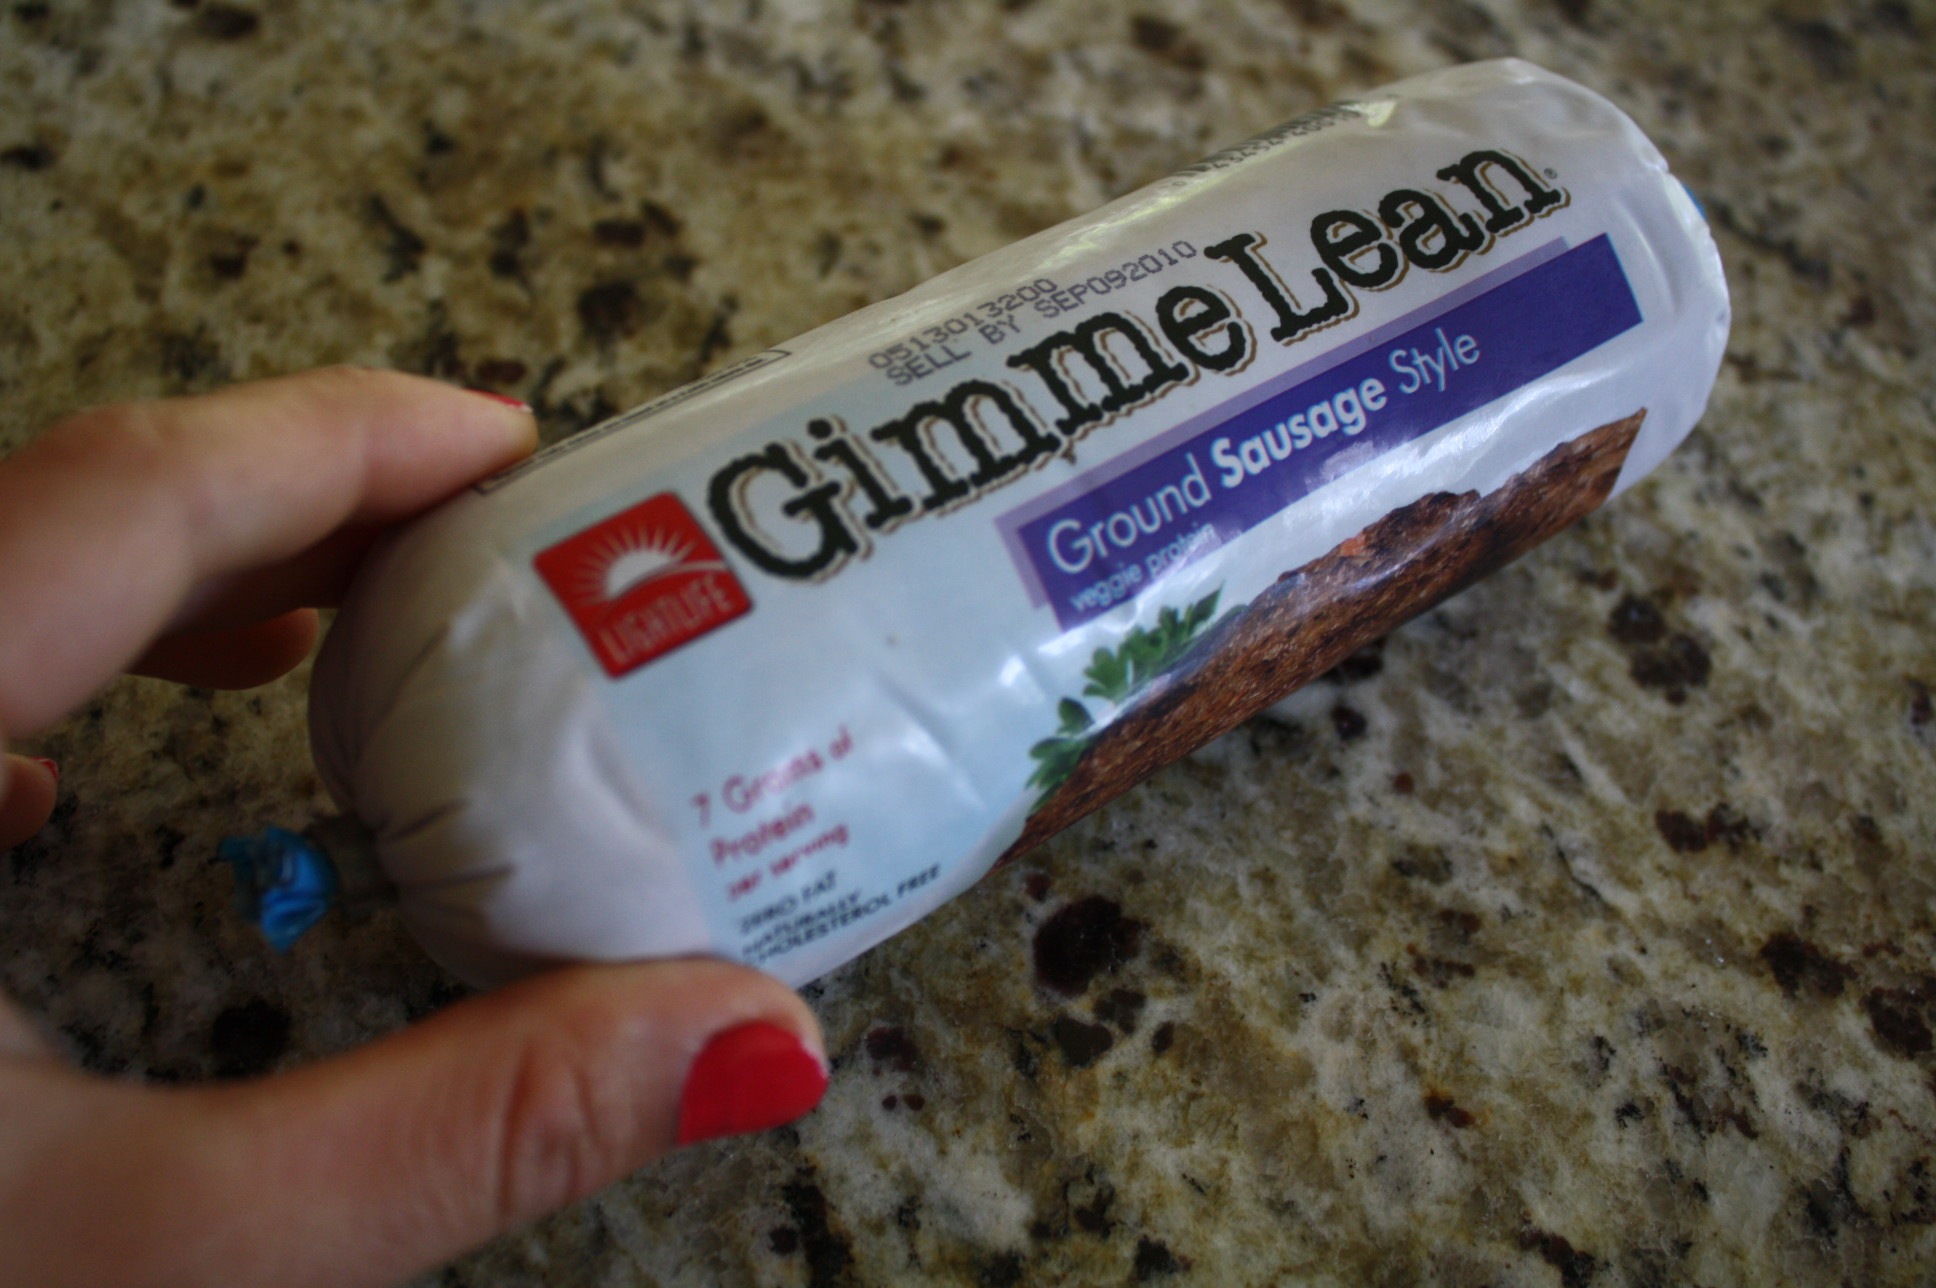 0513013200
SELL BY SEP092010
GimmeLean®
Ground Sausage Style
veggie protein
LIGHTLIFE
7 Grams of
Protein
per serving
ZERO FAT
NATURALLY
CHOLESTEROL FREE